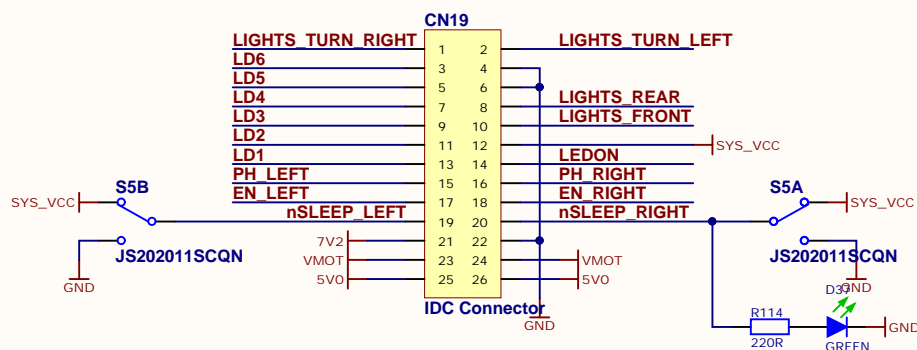 CN19
LIGHTS_TURN_RIGHT 1 2 LIGHTS_TURN_LEFT
LD6 3 4
LD5 5 6
LD4 7 8 LIGHTS_REAR
LD3 9 10 LIGHTS_FRONT
LD2 11 12 SYS_VCC
LD1 13 14 LEDON
PH_LEFT 15 16 PH_RIGHT
EN_LEFT 17 18 EN_RIGHT
S5B S5A
SYS_VCC SYS_VCC
nSLEEP_LEFT 19 20 nSLEEP_RIGHT
7V2 21 22
JS202011SCQN JS202011SCQN
VMOT 23 24 VMOT
5V0 25 26 5V0
GND GND
IDC Connector
GND
D37
R114
220R
GREEN
GND